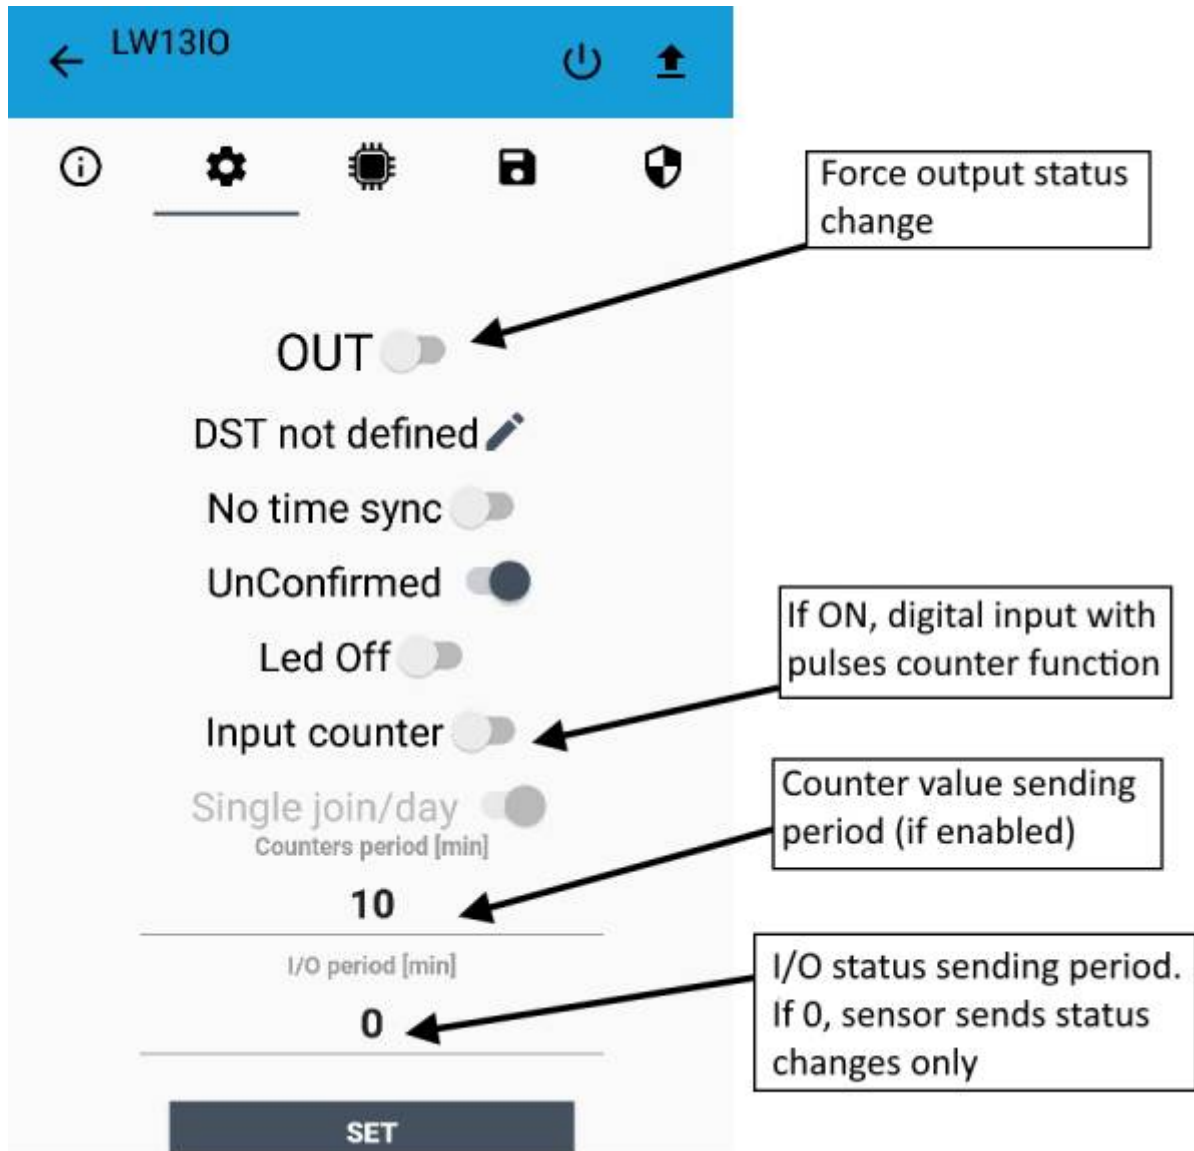 LW13IO
Force output status
change
OUT
DST not defined
No time sync
UnConfirmed
Led Off
If ON, digital input with
pulses counter function
Input counter
Single join/day
Counters period [min]
10
Counter value sending
period (if enabled)
I/O period [min]
0
I/O status sending period.
If 0, sensor sends status
changes only
SET